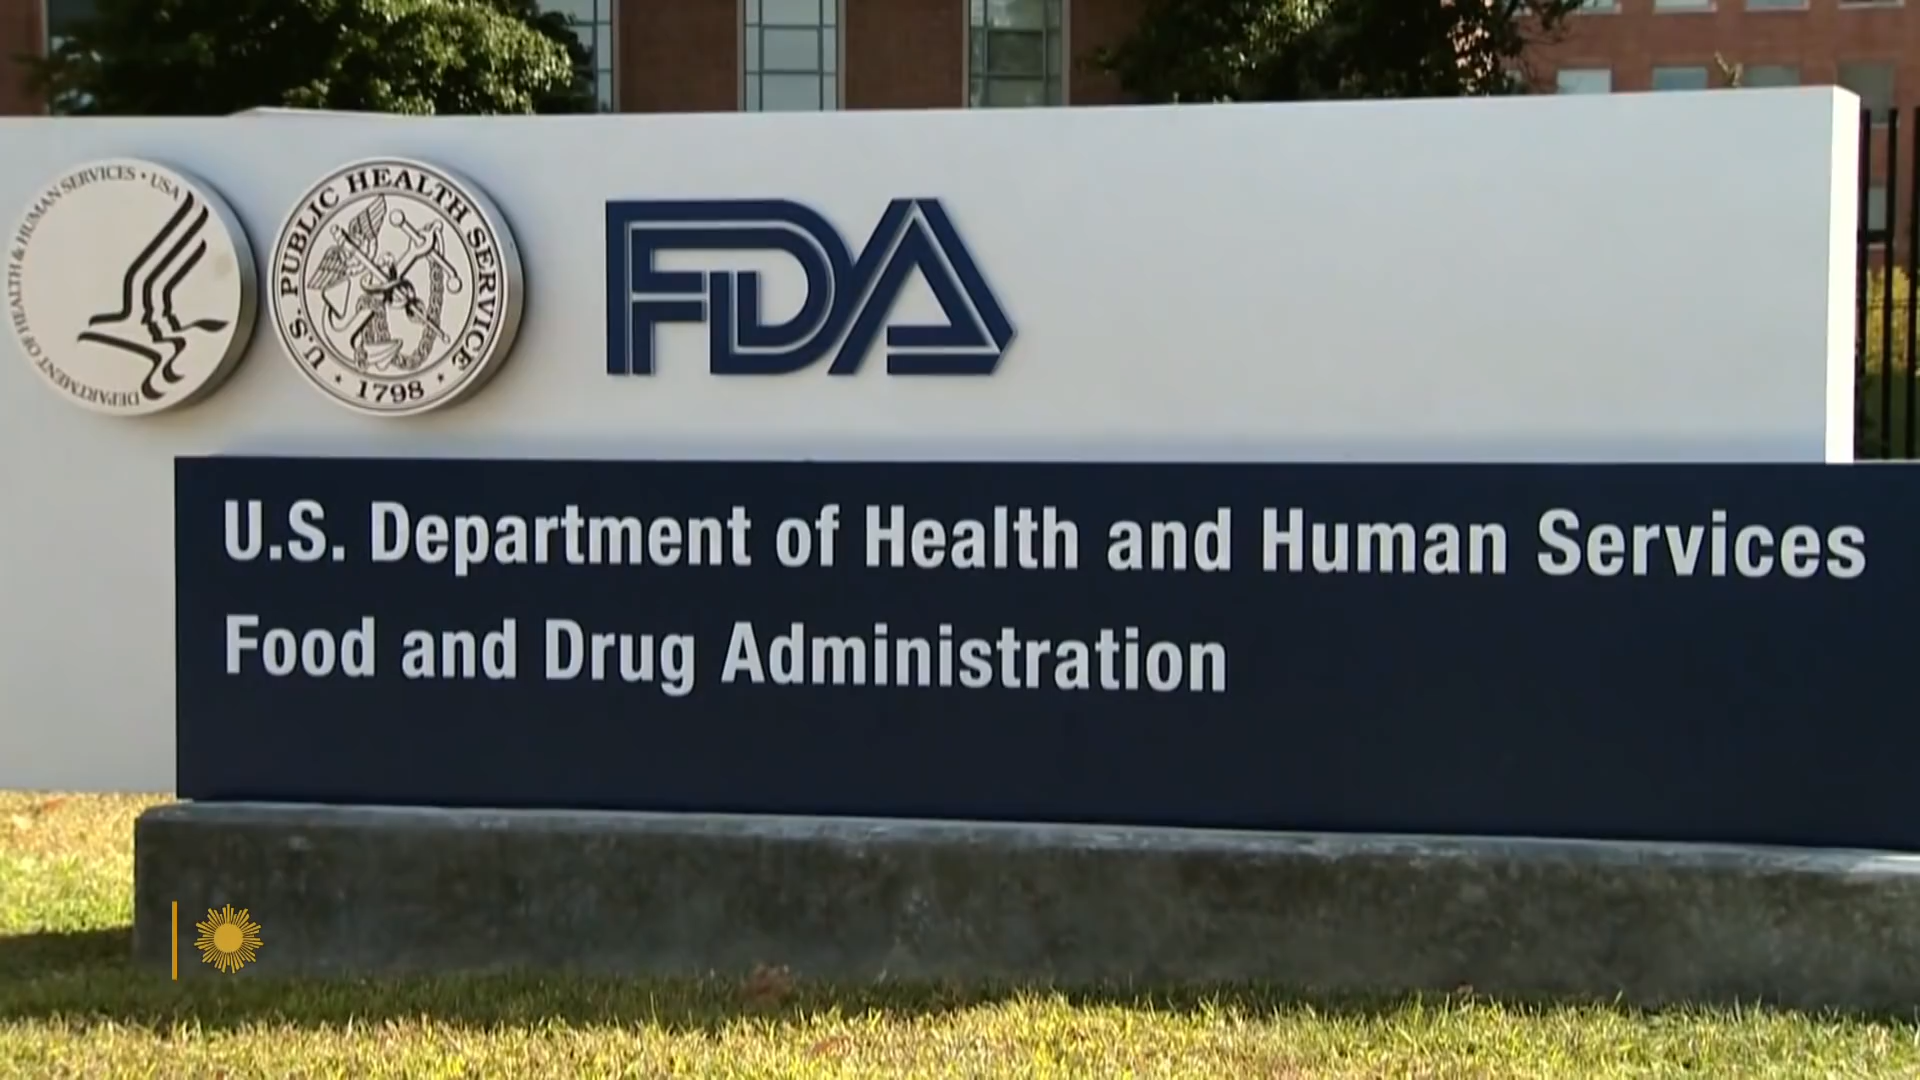 DEPARTMENT OF HEALTH & HUMAN SERVICES • USA
U.S. PUBLIC HEALTH SERVICE
1798
FDA
U.S. Department of Health and Human Services
Food and Drug Administration